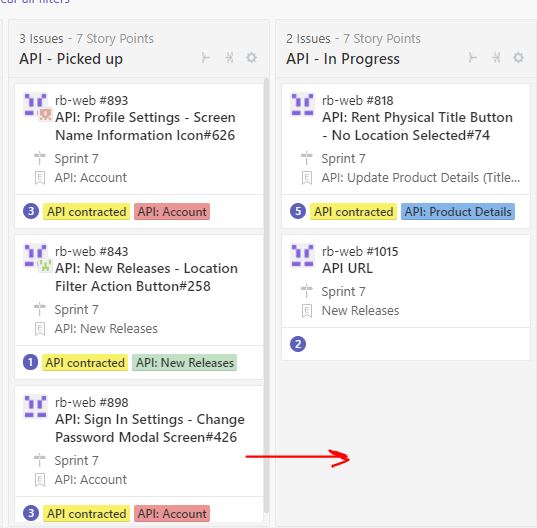 ear all filters
3 Issues - 7 Story Points
API - Picked up
rb-web #893
API: Profile Settings - Screen
Name Information Icon#626
Sprint 7
E API: Account
3 API contracted API: Account
rb-web #843
API: New Releases - Location
Filter Action Button#258
Sprint 7
E API: New Releases
1 API contracted API: New Releases
rb-web #898
API: Sign In Settings - Change
Password Modal Screen#426
Sprint 7
E API: Account
3 API contracted API: Account
2 Issues - 7 Story Points
API - In Progress
rb-web #818
API: Rent Physical Title Button
- No Location Selected#74
Sprint 7
E API: Update Product Details (Title...
5 API contracted API: Product Details
rb-web #1015
API URL
Sprint 7
E New Releases
2